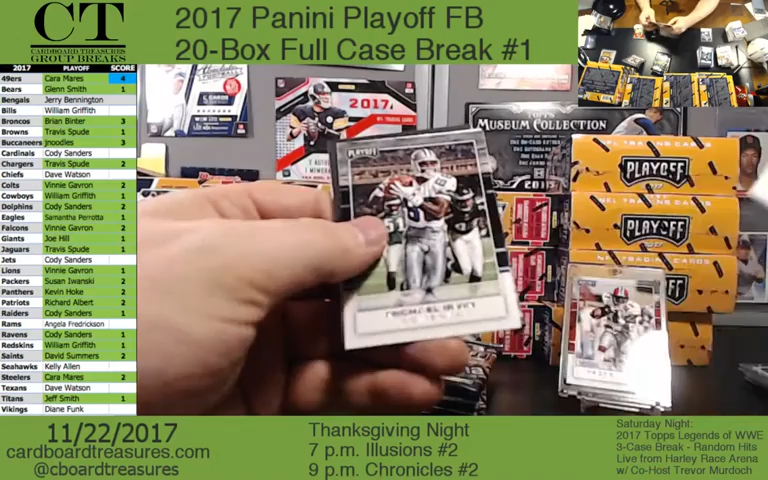 CT
CARDBOARD TREASURES
GROUP BREAKS
2017 Panini Playoff FB
20-Box Full Case Break #1
2017 PLAYOFF SCORE
49ers Cara Mares 4
Bears Glenn Smith 1
Bengals Jerry Bennington
Bills William Griffith
Broncos Brian Binter 3
Browns Travis Spude 1
Buccaneers jnoodles 3
Cardinals Cody Sanders
Chargers Travis Spude 2
Chiefs Dave Watson
Colts Vinnie Gavron 2
Cowboys William Griffith 1
Dolphins Cody Sanders 2
Eagles Samantha Perrotta 1
Falcons Vinnie Gavron 2
Giants Joe Hill 1
Jaguars Travis Spude 1
Jets Cody Sanders
Lions Vinnie Gavron 1
Packers Susan Iwanski 2
Panthers Kevin Hoke 2
Patriots Richard Albert 2
Raiders Cody Sanders 1
Rams Angela Fredrickson
Ravens Cody Sanders 1
Redskins William Griffith 1
Saints David Summers 2
Seahawks Kelly Allen
Steelers Cara Mares 2
Texans Dave Watson
Titans Jeff Smith 1
Vikings Diane Funk
2017
TOPPS
MUSEUM COLLECTION
PLAYOFF
PLAYOFF
NFL TRADING CARDS
PLAYOFF
MICHAEL IRVIN
11/22/2017
cardboardtreasures.com
@cboardtreasures
Thanksgiving Night
7 p.m. Illusions #2
9 p.m. Chronicles #2
Saturday Night:
2017 Topps Legends of WWE
3-Case Break - Random Hits
Live from Harley Race Arena
w/ Co-Host Trevor Murdoch